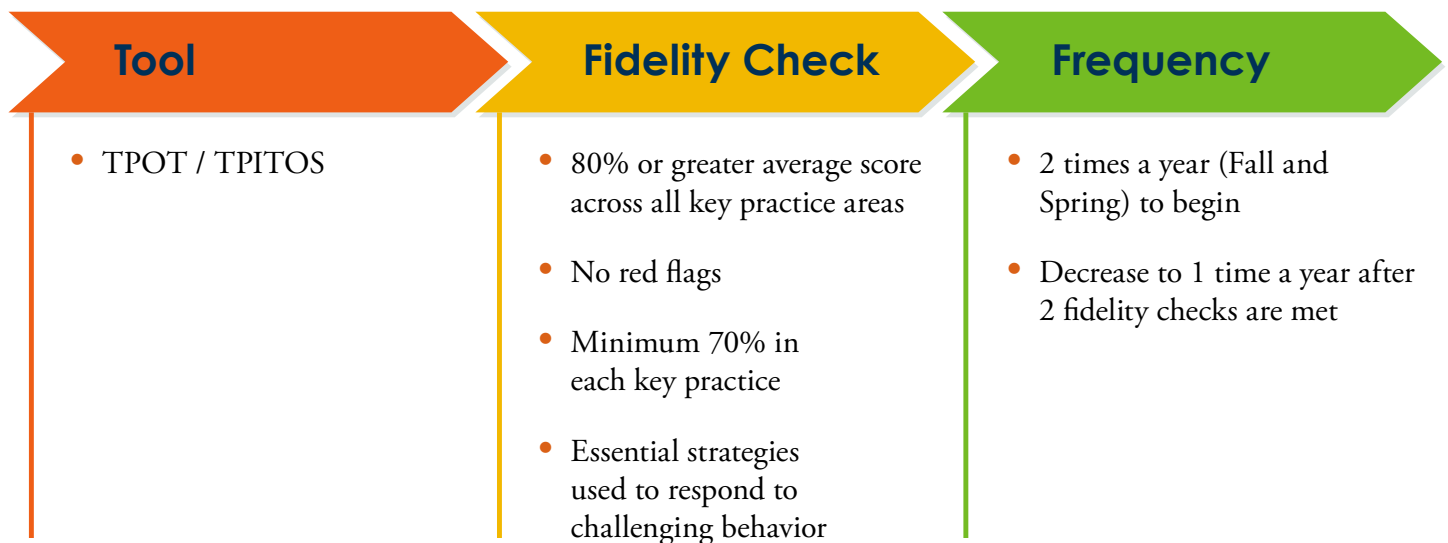 Tool
• TPOT / TPITOS
Fidelity Check
• 80% or greater average score
across all key practice areas
• No red flags
• Minimum 70% in
each key practice
• Essential strategies
used to respond to
challenging behavior
Frequency
• 2 times a year (Fall and
Spring) to begin
• Decrease to 1 time a year after
2 fidelity checks are met